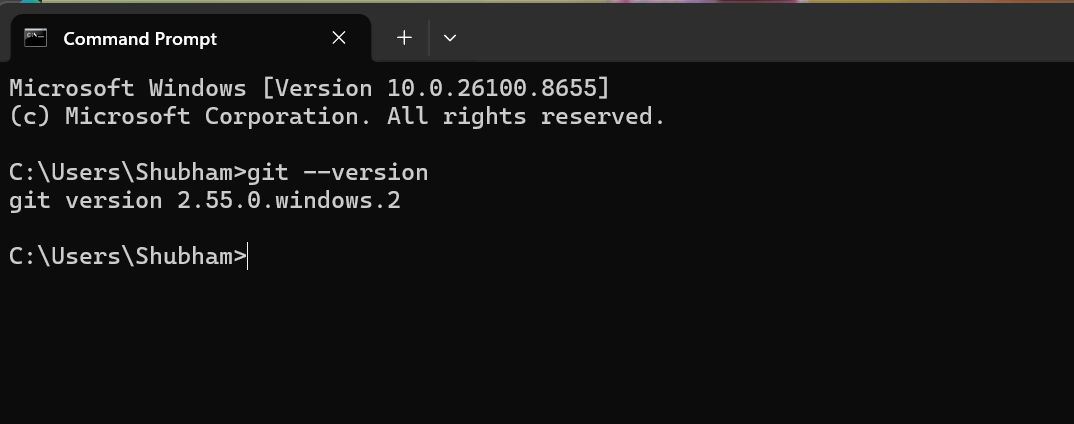 Command Prompt
Microsoft Windows [Version 10.0.26100.8655]
(c) Microsoft Corporation. All rights reserved.
C:\Users\Shubham>git --version
git version 2.55.0.windows.2
C:\Users\Shubham>